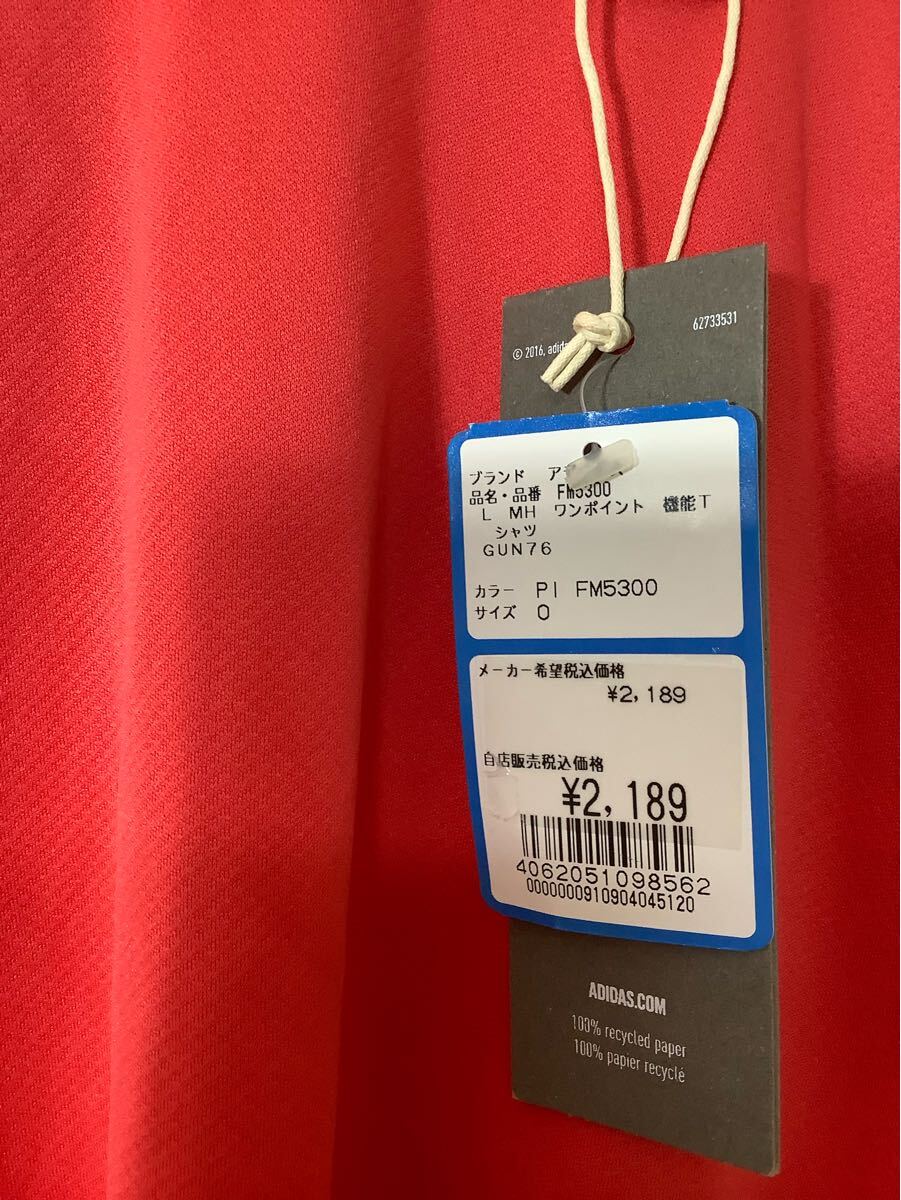 62733531
© 2016,
ブランド
品名・品番 FM5300
L MH ワンポイント 機能T
シャツ
GUN76
カラー PI FM5300
サイズ O
メーカー希望税込価格
¥2,189
自店販売税込価格
¥2,189
4062051098562
0000000910904045120
ADIDAS.COM
100% recycled paper
100% papier recyclé